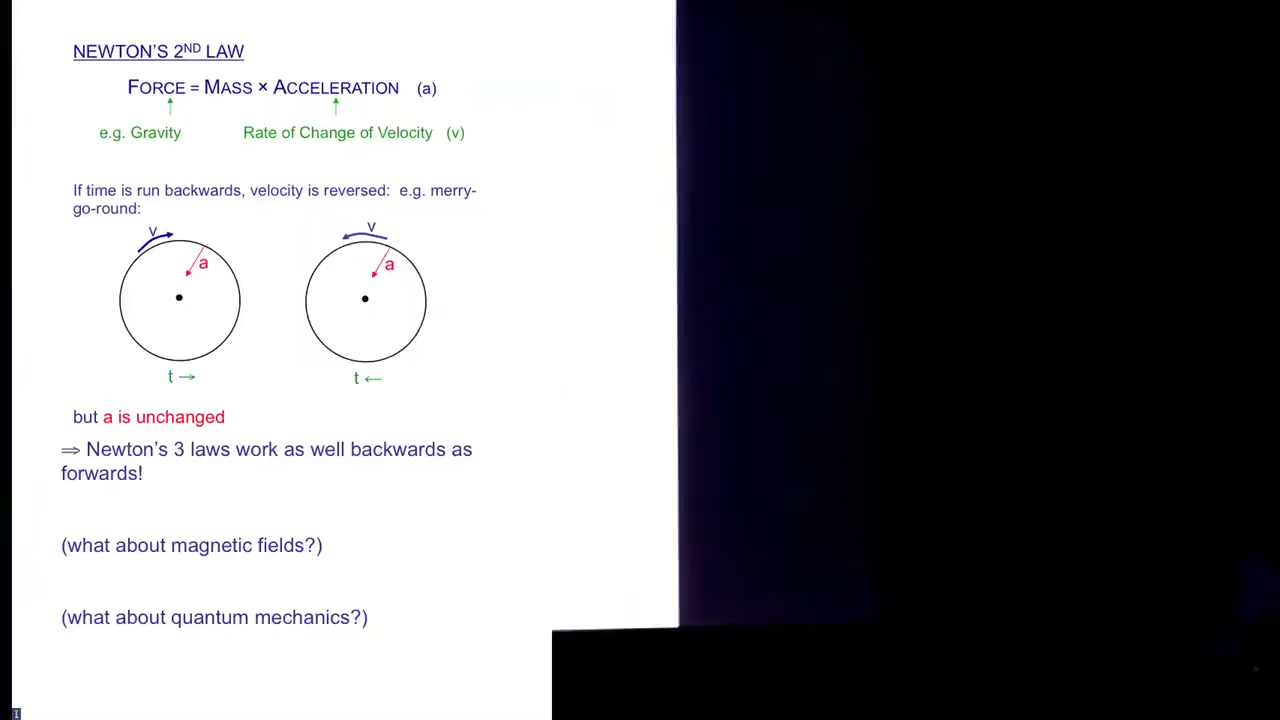 NEWTON'S 2ND LAW
FORCE = MASS × ACCELERATION (a)
e.g. Gravity Rate of Change of Velocity (v)
If time is run backwards, velocity is reversed: e.g. merry-
go-round:
v v
a a
t → t ←
but a is unchanged
⇒ Newton's 3 laws work as well backwards as
forwards!
(what about magnetic fields?)
(what about quantum mechanics?)